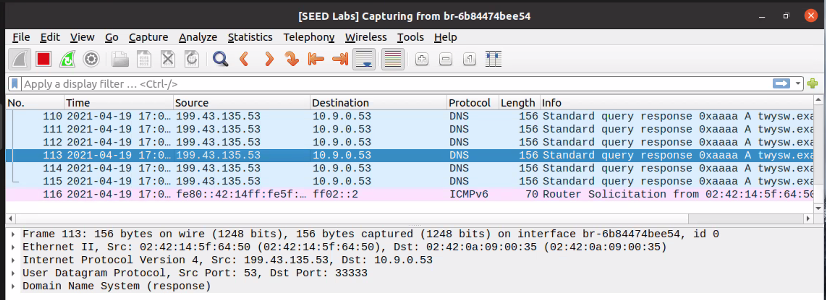 [SEED Labs] Capturing from br-6b84474bee54
File Edit View Go Capture Analyze Statistics Telephony Wireless Tools Help
Apply a display filter … <Ctrl-/>
No. Time Source Destination Protocol Length Info
110 2021-04-19 17:0… 199.43.135.53 10.9.0.53 DNS 156 Standard query response 0xaaaa A twysw.exa
111 2021-04-19 17:0… 199.43.135.53 10.9.0.53 DNS 156 Standard query response 0xaaaa A twysw.exa
112 2021-04-19 17:0… 199.43.135.53 10.9.0.53 DNS 156 Standard query response 0xaaaa A twysw.exa
113 2021-04-19 17:0… 199.43.135.53 10.9.0.53 DNS 156 Standard query response 0xaaaa A twysw.exa
114 2021-04-19 17:0… 199.43.135.53 10.9.0.53 DNS 156 Standard query response 0xaaaa A twysw.exa
115 2021-04-19 17:0… 199.43.135.53 10.9.0.53 DNS 156 Standard query response 0xaaaa A twysw.exa
116 2021-04-19 17:0… fe80::42:14ff:fe5f:… ff02::2 ICMPv6 70 Router Solicitation from 02:42:14:5f:64:50
Frame 113: 156 bytes on wire (1248 bits), 156 bytes captured (1248 bits) on interface br-6b84474bee54, id 0
Ethernet II, Src: 02:42:14:5f:64:50 (02:42:14:5f:64:50), Dst: 02:42:0a:09:00:35 (02:42:0a:09:00:35)
Internet Protocol Version 4, Src: 199.43.135.53, Dst: 10.9.0.53
User Datagram Protocol, Src Port: 53, Dst Port: 33333
Domain Name System (response)